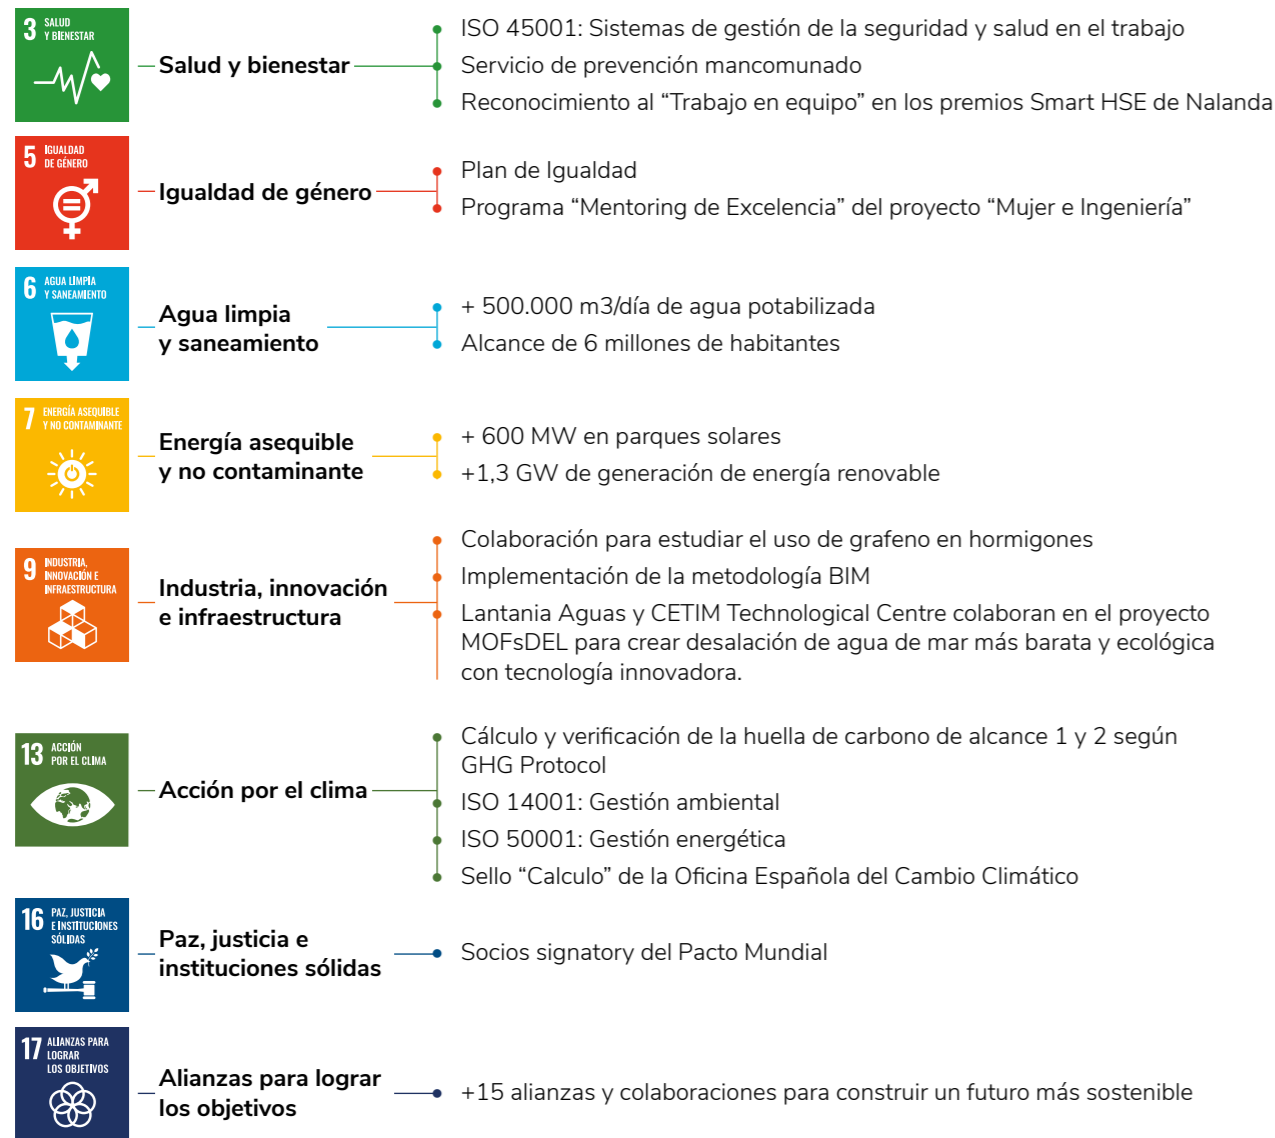 3 SALUD
Y BIENESTAR
Salud y bienestar
ISO 45001: Sistemas de gestión de la seguridad y salud en el trabajo
Servicio de prevención mancomunado
Reconocimiento al “Trabajo en equipo” en los premios Smart HSE de Nalanda
5 IGUALDAD
DE GÉNERO
Igualdad de género
Plan de Igualdad
Programa “Mentoring de Excelencia” del proyecto “Mujer e Ingeniería”
6 AGUA LIMPIA
Y SANEAMIENTO
Agua limpia
y saneamiento
+ 500.000 m3/día de agua potabilizada
Alcance de 6 millones de habitantes
7 ENERGÍA ASEQUIBLE
Y NO CONTAMINANTE
Energía asequible
y no contaminante
+ 600 MW en parques solares
+1,3 GW de generación de energía renovable
9 INDUSTRIA,
INNOVACIÓN E
INFRAESTRUCTURA
Industria, innovación
e infraestructura
Colaboración para estudiar el uso de grafeno en hormigones
Implementación de la metodología BIM
Lantania Aguas y CETIM Technological Centre colaboran en el proyecto
MOFsDEL para crear desalación de agua de mar más barata y ecológica
con tecnología innovadora.
13 ACCIÓN
POR EL CLIMA
Acción por el clima
Cálculo y verificación de la huella de carbono de alcance 1 y 2 según
GHG Protocol
ISO 14001: Gestión ambiental
ISO 50001: Gestión energética
Sello “Calculo” de la Oficina Española del Cambio Climático
16 PAZ, JUSTICIA
E INSTITUCIONES
SÓLIDAS
Paz, justicia e
instituciones sólidas
Socios signatory del Pacto Mundial
17 ALIANZAS PARA
LOGRAR
LOS OBJETIVOS
Alianzas para lograr
los objetivos
+15 alianzas y colaboraciones para construir un futuro más sostenible